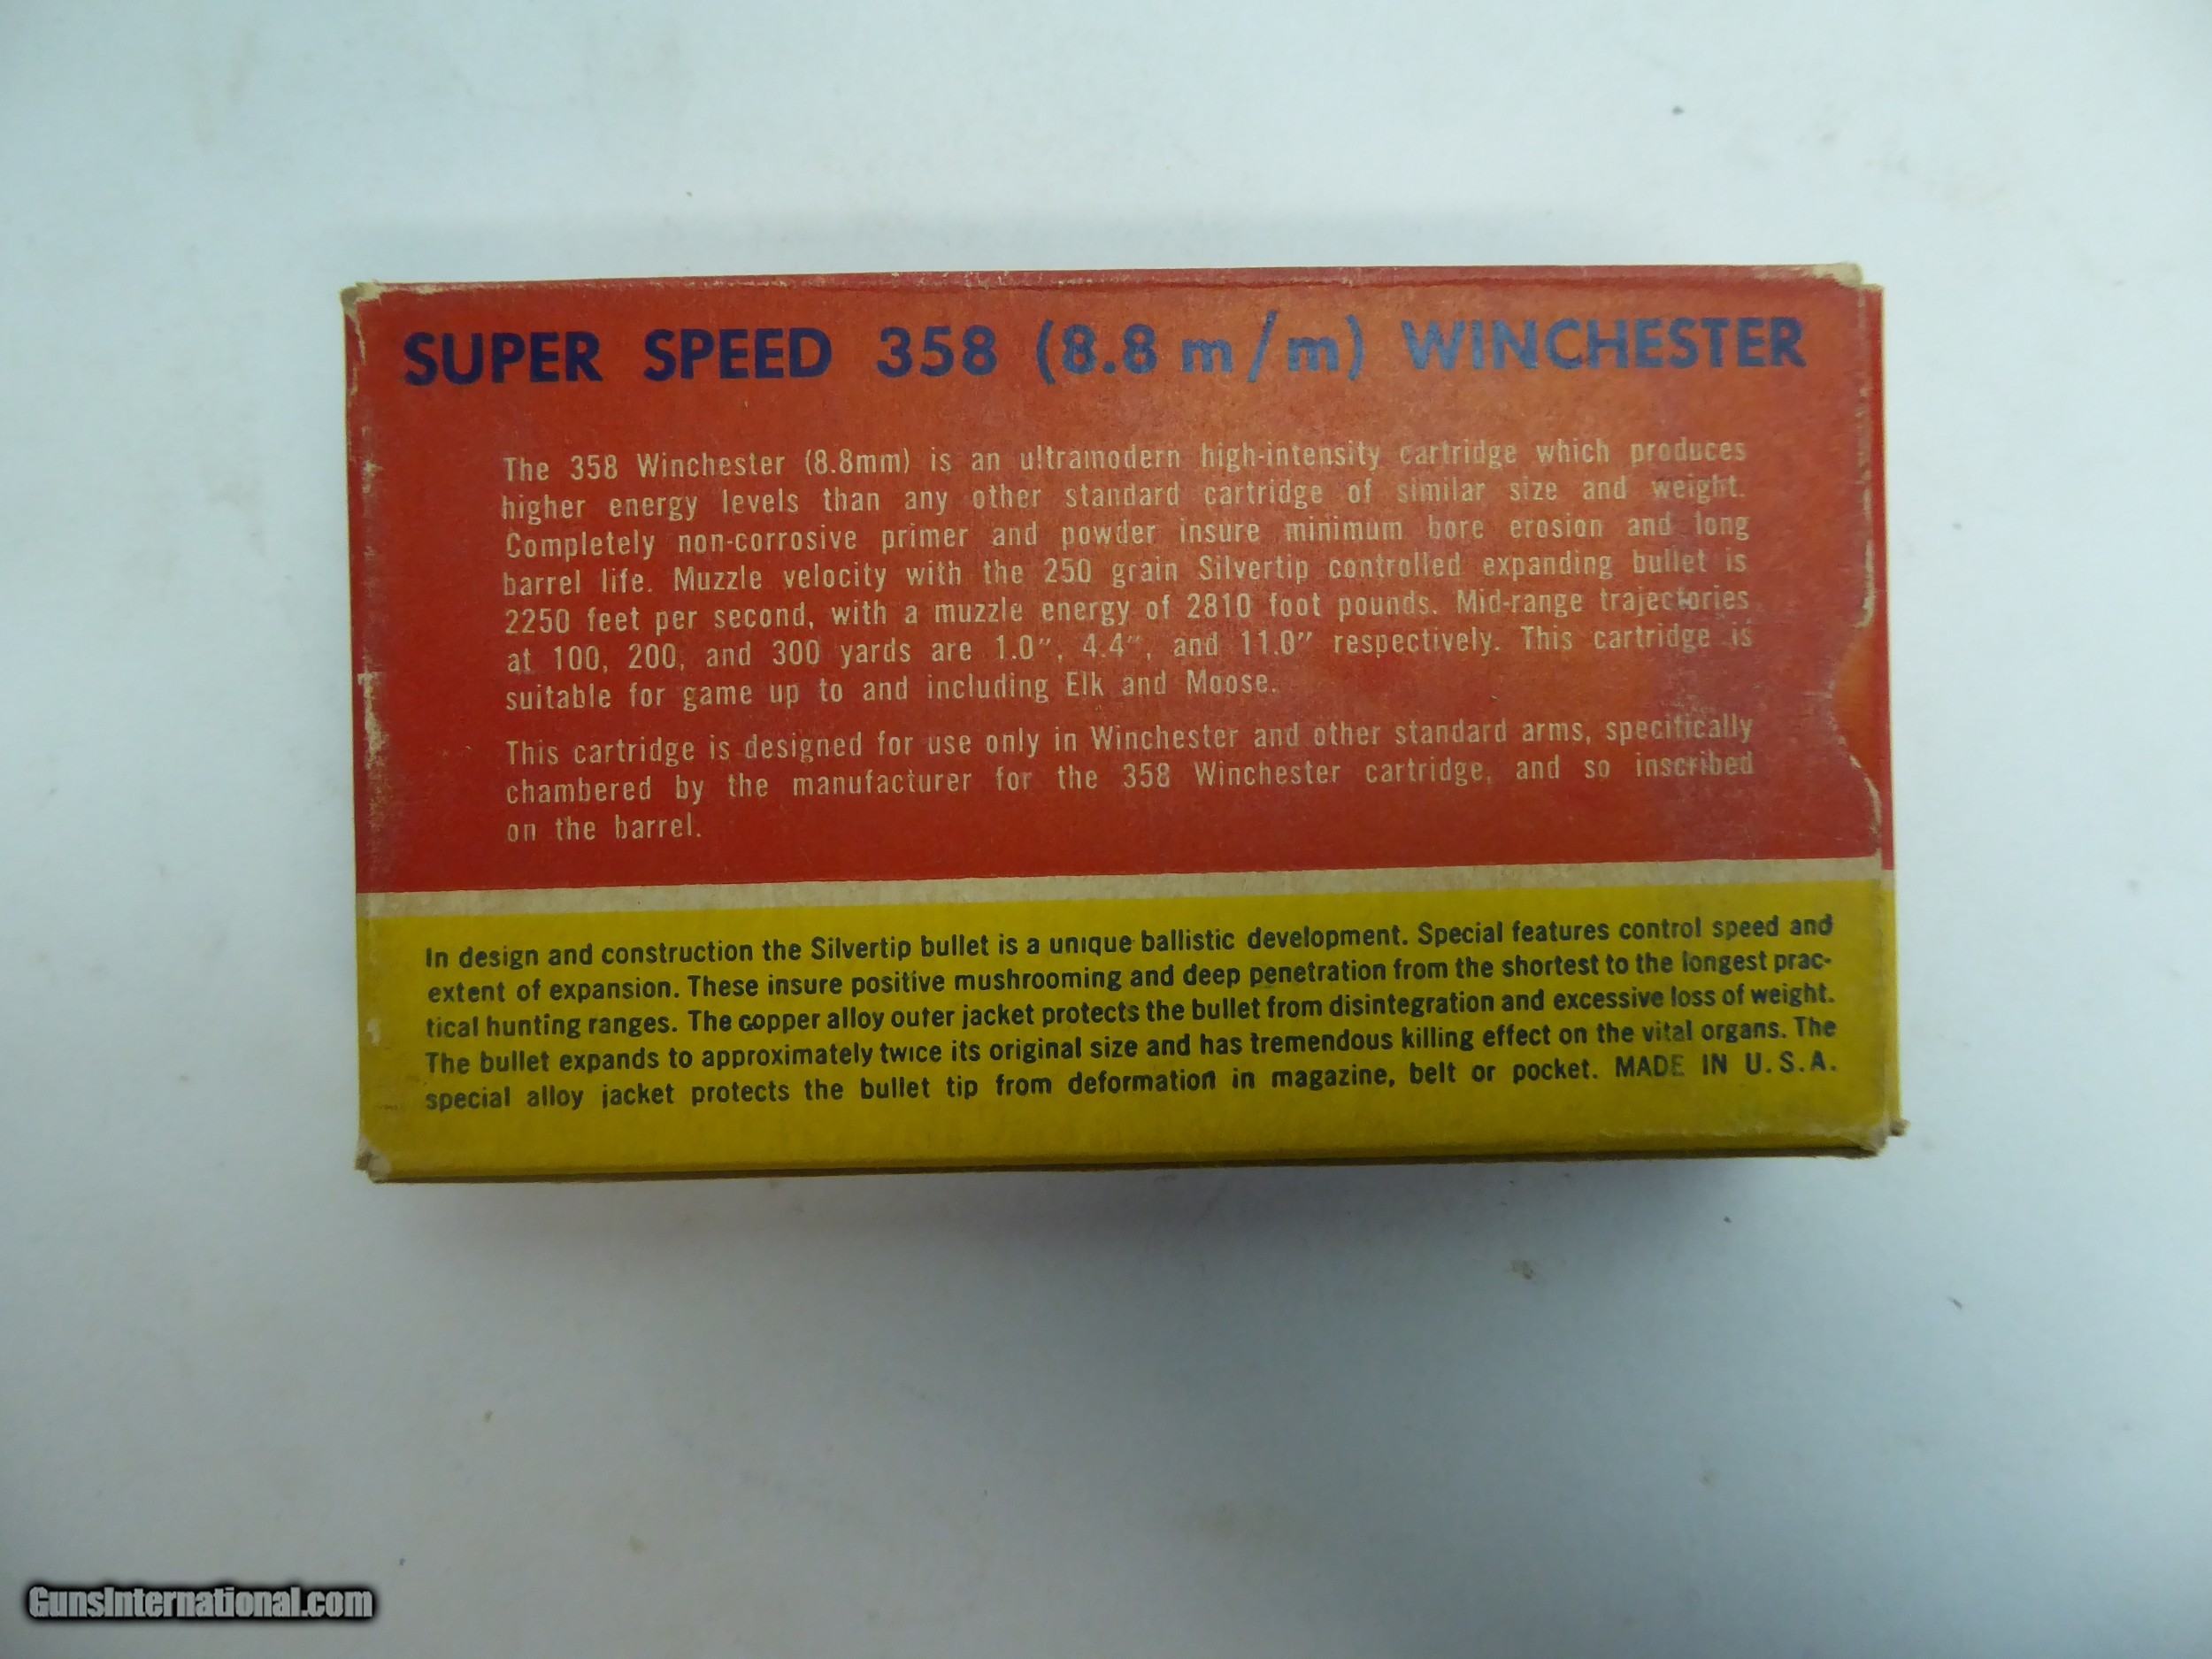 SUPER SPEED 358 (8.8 m/m) WINCHESTER
The 358 Winchester (8.8mm) is an ultramodern high-intensity cartridge which produces
higher energy levels than any other standard cartridge of similar size and weight.
Completely non-corrosive primer and powder insure minimum bore erosion and long
barrel life. Muzzle velocity with the 250 grain Silvertip controlled expanding bullet is
2250 feet per second, with a muzzle energy of 2810 foot pounds. Mid-range trajectories
at 100, 200, and 300 yards are 1.0", 4.4", and 11.0" respectively. This cartridge is
suitable for game up to and including Elk and Moose.
This cartridge is designed for use only in Winchester and other standard arms, specifically
chambered by the manufacturer for the 358 Winchester cartridge, and so inscribed
on the barrel.
In design and construction the Silvertip bullet is a unique ballistic development. Special features control speed and
extent of expansion. These insure positive mushrooming and deep penetration from the shortest to the longest prac-
tical hunting ranges. The copper alloy outer jacket protects the bullet from disintegration and excessive loss of weight.
The bullet expands to approximately twice its original size and has tremendous killing effect on the vital organs. The
special alloy jacket protects the bullet tip from deformation in magazine, belt or pocket. MADE IN U.S.A.
GunsInternational.com